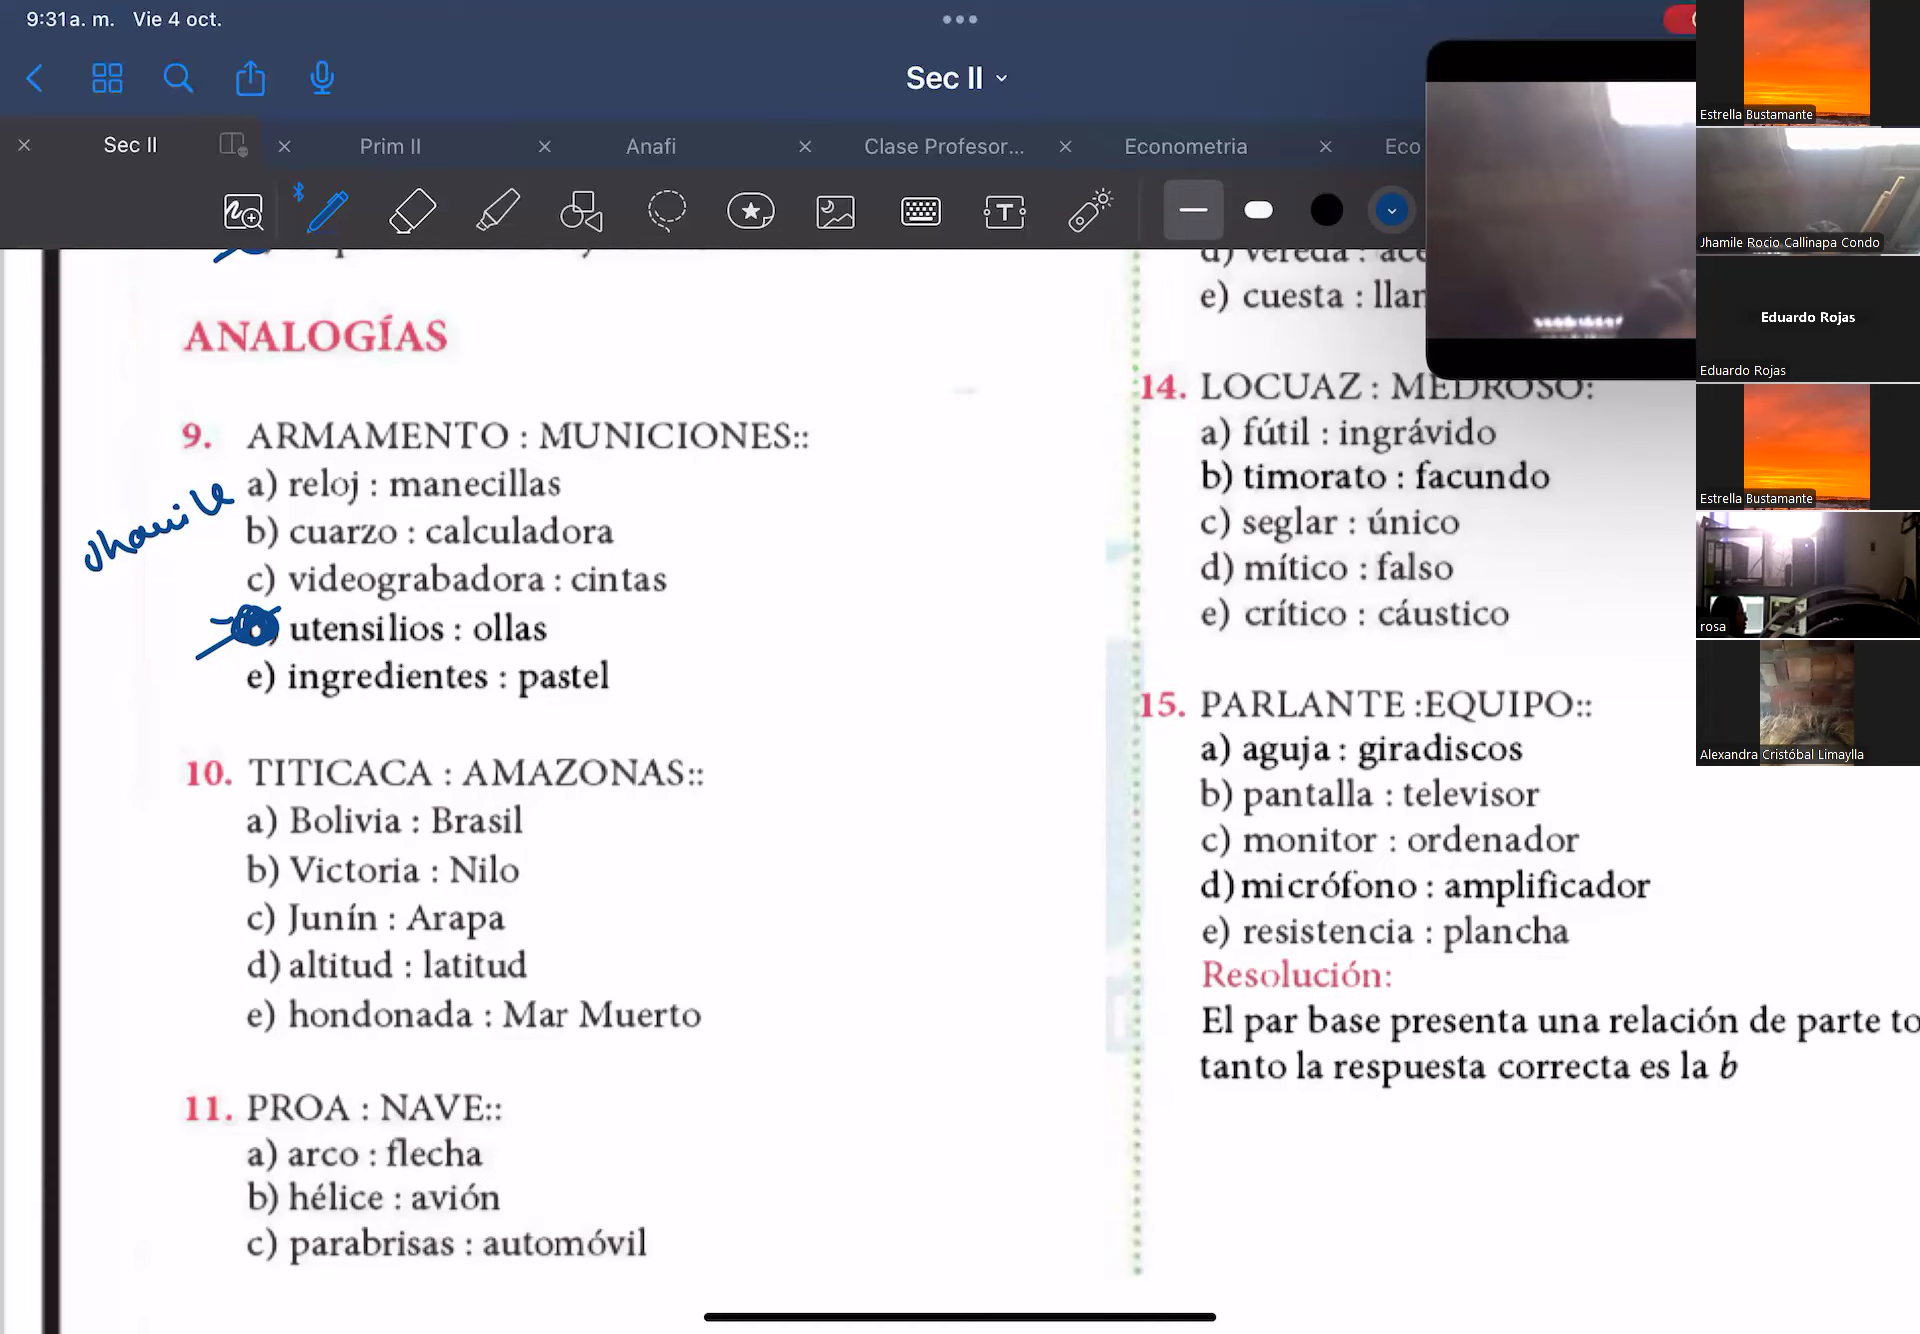 9:31 a. m. Vie 4 oct.
Sec II
Sec II
Prim II
Anafi
Clase Profesor...
Econometria
Eco
ANALOGÍAS
9. ARMAMENTO : MUNICIONES::
a) reloj : manecillas
b) cuarzo : calculadora
c) videograbadora : cintas
utensilios : ollas
e) ingredientes : pastel
Jhamile
10. TITICACA : AMAZONAS::
a) Bolivia : Brasil
b) Victoria : Nilo
c) Junín : Arapa
d) altitud : latitud
e) hondonada : Mar Muerto
11. PROA : NAVE::
a) arco : flecha
b) hélice : avión
c) parabrisas : automóvil
d) vereda :
e) cuesta :
14. LOCUAZ : MEDROSO:
a) fútil : ingrávido
b) timorato : facundo
c) seglar : único
d) mítico : falso
e) crítico : cáustico
15. PARLANTE :EQUIPO::
a) aguja : giradiscos
b) pantalla : televisor
c) monitor : ordenador
d) micrófono : amplificador
e) resistencia : plancha
Resolución:
El par base presenta una relación de parte to
tanto la respuesta correcta es la b
Estrella Bustamante
Jhamile Rocio Callinapa Condo
Eduardo Rojas
Eduardo Rojas
Estrella Bustamante
rosa
Alexandra Cristóbal Limaylla